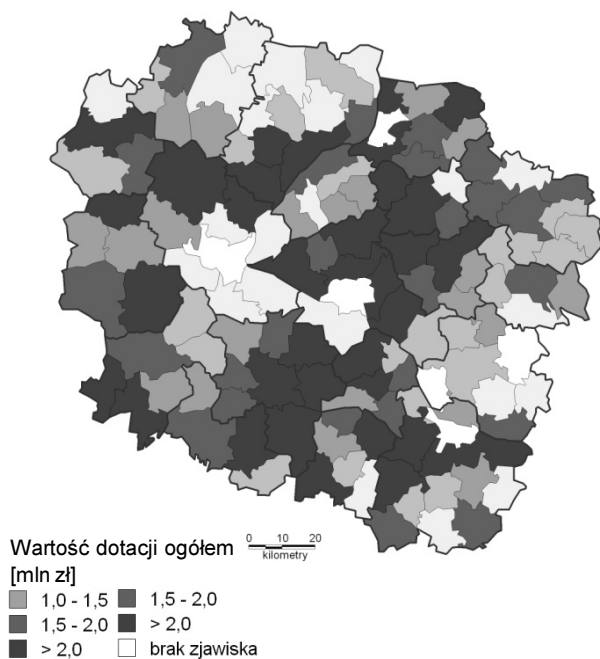 Wartość dotacji ogółem
[mln zł]
0 10 20
kilometry
1,0 - 1,5
1,5 - 2,0
1,5 - 2,0
> 2,0
> 2,0
brak zjawiska